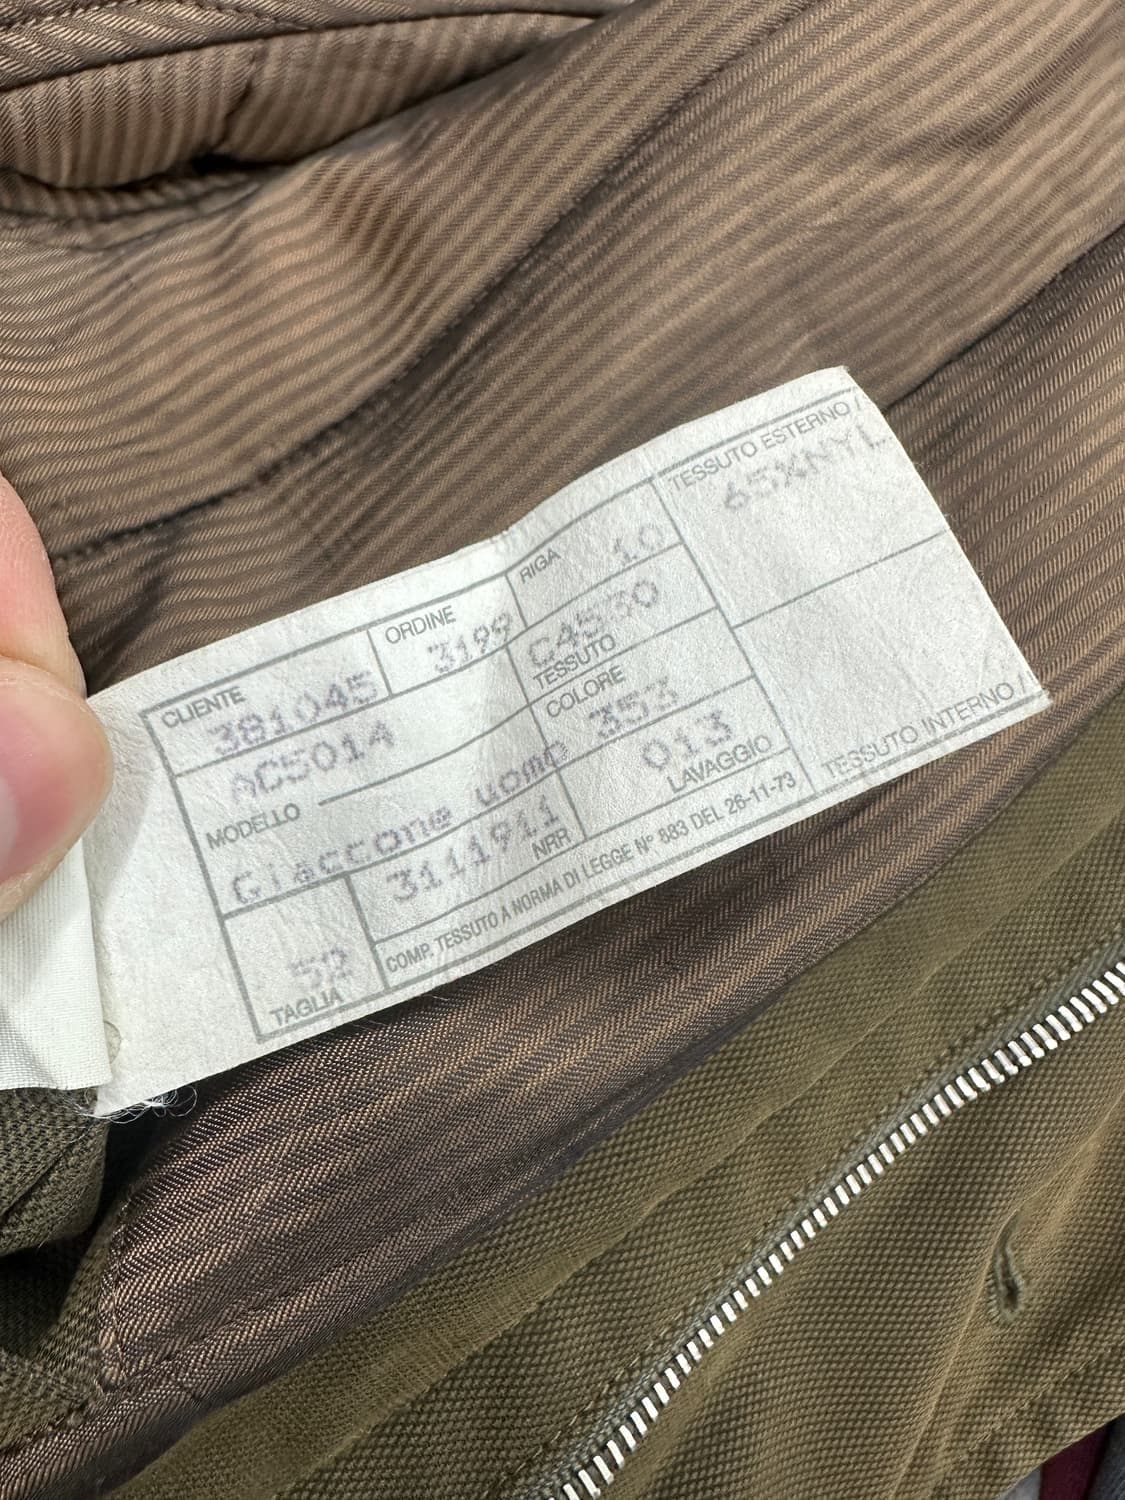 CLIENTE
381045
ORDINE
3199
RIGA
10
AC5014
MODELLO
C4530
TESSUTO
Giaccone uomo
COLORE
353
TAGLIA
52
3111911
NRR
013
LAVAGGIO
COMP. TESSUTO A NORMA DI LEGGE N° 883 DEL 26-11-73
TESSUTO ESTERNO /
65%NYL
TESSUTO INTERNO /